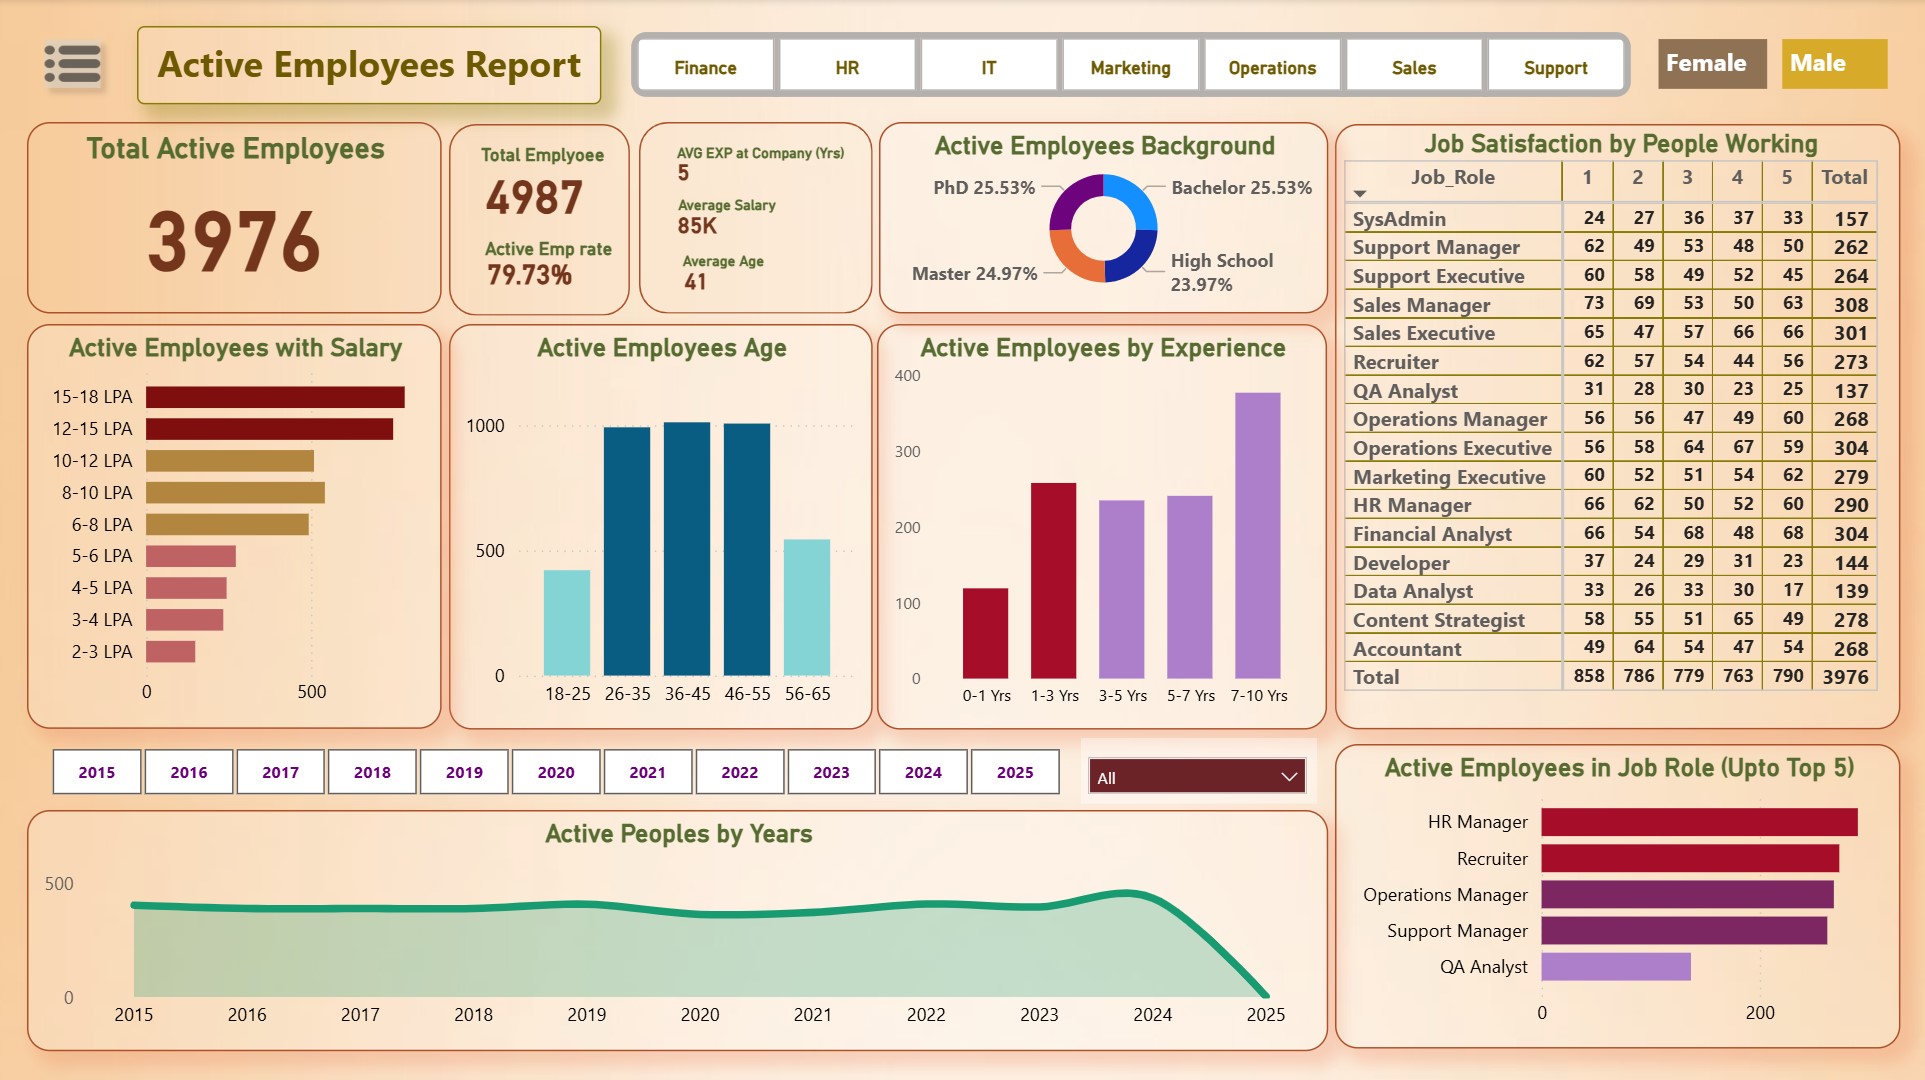 Active Employees Report
Finance HR IT Marketing Operations Sales Support
Female Male
Total Active Employees
3976
Total Emplyoee
4987
Active Emp rate
79.73%
AVG EXP at Company (Yrs)
5
Average Salary
85K
Average Age
41
Active Employees Background
PhD 25.53% Bachelor 25.53%
Master 24.97% High School
23.97%
Job Satisfaction by People Working
Job_Role 1 2 3 4 5 Total
SysAdmin 24 27 36 37 33 157
Support Manager 62 49 53 48 50 262
Support Executive 60 58 49 52 45 264
Sales Manager 73 69 53 50 63 308
Sales Executive 65 47 57 66 66 301
Recruiter 62 57 54 44 56 273
QA Analyst 31 28 30 23 25 137
Operations Manager 56 56 47 49 60 268
Operations Executive 56 58 64 67 59 304
Marketing Executive 60 52 51 54 62 279
HR Manager 66 62 50 52 60 290
Financial Analyst 66 54 68 48 68 304
Developer 37 24 29 31 23 144
Data Analyst 33 26 33 30 17 139
Content Strategist 58 55 51 65 49 278
Accountant 49 64 54 47 54 268
Total 858 786 779 763 790 3976
Active Employees with Salary
15-18 LPA
12-15 LPA
10-12 LPA
8-10 LPA
6-8 LPA
5-6 LPA
4-5 LPA
3-4 LPA
2-3 LPA
0 500
Active Employees Age
1000
500
0
18-25 26-35 36-45 46-55 56-65
Active Employees by Experience
400
300
200
100
0
0-1 Yrs 1-3 Yrs 3-5 Yrs 5-7 Yrs 7-10 Yrs
2015 2016 2017 2018 2019 2020 2021 2022 2023 2024 2025
All
Active Peoples by Years
500
0
2015 2016 2017 2018 2019 2020 2021 2022 2023 2024 2025
Active Employees in Job Role (Upto Top 5)
HR Manager
Recruiter
Operations Manager
Support Manager
QA Analyst
0 200